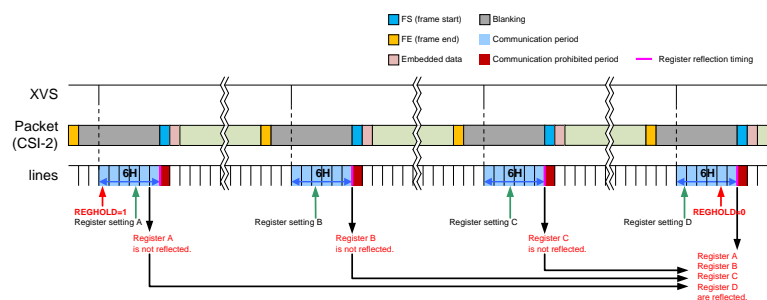 FS (frame start)
Blanking
FE (frame end)
Communication period
Embedded data
Communication prohibited period
Register reflection timing
XVS
Packet
(CSI-2)
lines
6H
6H
6H
6H
REGHOLD=1
Register setting A
Register setting B
Register setting C
Register setting D
REGHOLD=0
Register A
is not reflected.
Register B
is not reflected.
Register C
is not reflected.
Register A
Register B
Register C
Register D
are reflected.